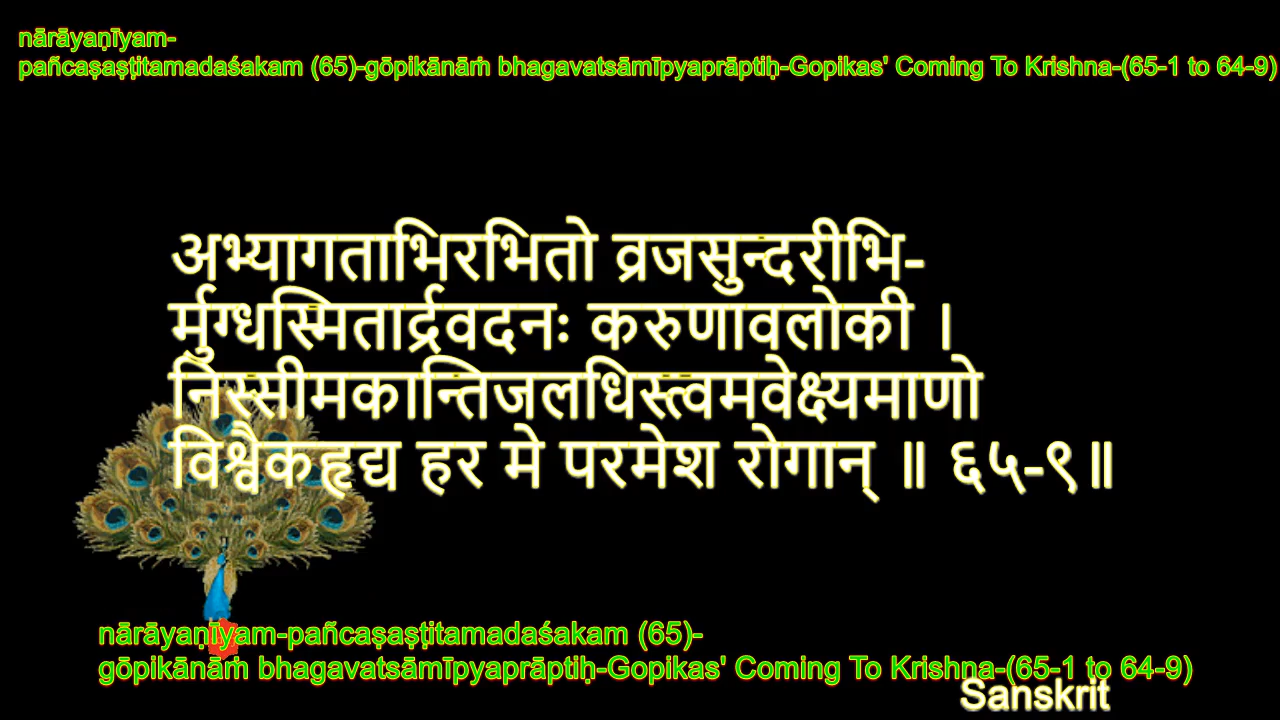 nārāyaṇīyam-
pañcaṣaṣṭitamadaśakam (65)-gōpikānāṁ bhagavatsāmīpyaprāptiḥ-Gopikas' Coming To Krishna-(65-1 to 64-9)
अभ्यागताभिरभितो व्रजसुन्दरीभि-
र्मुग्धस्मितार्द्रवदनः करुणावलोकी ।
निस्सीमकान्तिजलधिस्त्वमवेक्ष्यमाणो
विश्वैकहृद्य हर मे परमेश रोगान् ॥ ६५-९॥
nārāyaṇīyam-pañcaṣaṣṭitamadaśakam (65)-
gōpikānāṁ bhagavatsāmīpyaprāptiḥ-Gopikas' Coming To Krishna-(65-1 to 64-9)
Sanskrit